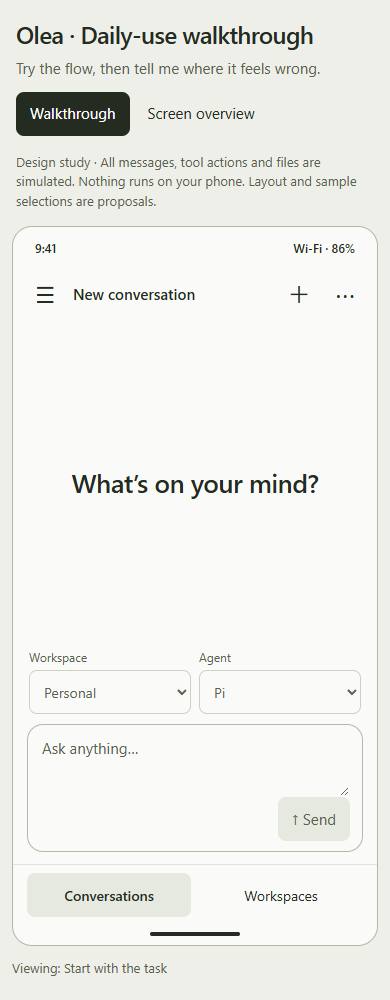 Olea · Daily-use walkthrough
Try the flow, then tell me where it feels wrong.
Walkthrough
Screen overview
Design study · All messages, tool actions and files are
simulated. Nothing runs on your phone. Layout and sample
selections are proposals.
9:41
Wi-Fi · 86%
New conversation
What’s on your mind?
Workspace
Agent
Personal
Pi
Ask anything…
↑ Send
Conversations
Workspaces
Viewing: Start with the task